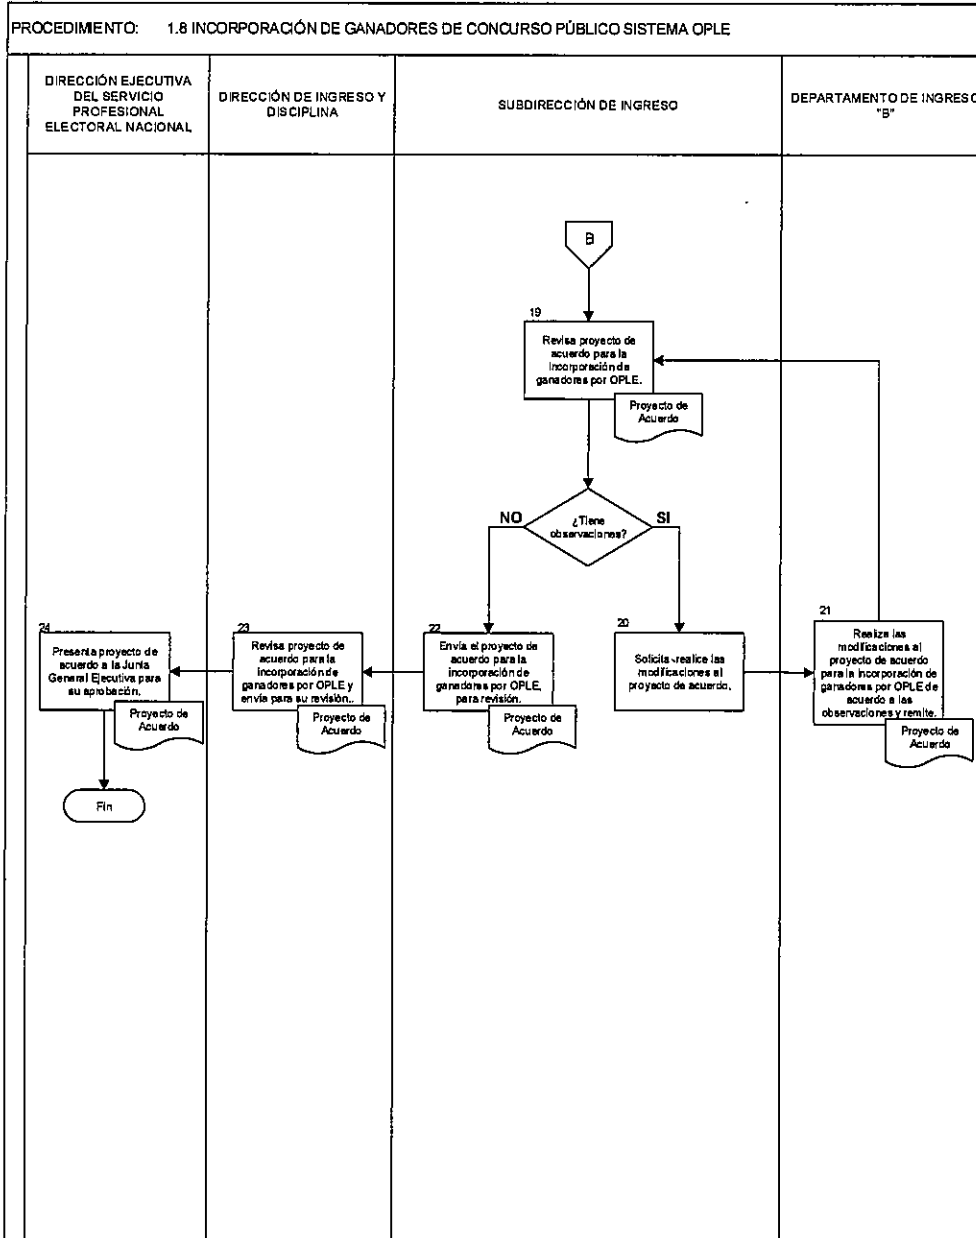 PROCEDIMIENTO: 1.8 INCORPORACIÓN DE GANADORES DE CONCURSO PÚBLICO SISTEMA OPLE
DIRECCIÓN EJECUTIVA
DEL SERVICIO
PROFESIONAL
ELECTORAL NACIONAL
DIRECCIÓN DE INGRESO Y
DISCIPLINA
SUBDIRECCIÓN DE INGRESO
DEPARTAMENTO DE INGRESO
"B"
B
19
Revisa proyecto de
acuerdo para la
incorporación de
ganadores por OPLE.
Proyecto de
Acuerdo
¿Tiene
observaciones?
NO
SI
24
Presenta proyecto de
acuerdo a la Junta
General Ejecutiva para
su aprobación.
Proyecto de
Acuerdo
Fin
23
Revisa proyecto de
acuerdo para la
incorporación de
ganadores por OPLE y
envía para su revisión.
Proyecto de
Acuerdo
22
Envía el proyecto de
acuerdo para la
incorporación de
ganadores por OPLE,
para revisión.
Proyecto de
Acuerdo
20
Solicita realice las
modificaciones al
proyecto de acuerdo.
21
Realiza las
modificaciones al
proyecto de acuerdo
para la incorporación de
ganadores por OPLE de
acuerdo a las
observaciones y remite.
Proyecto de
Acuerdo